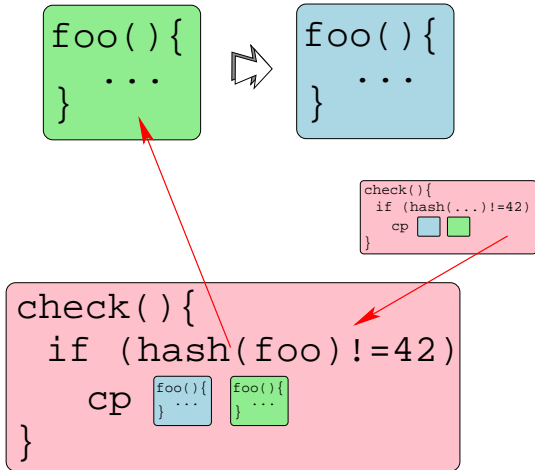 foo(){
...
}
foo(){
...
}
check(){
if (hash(...)!=42)
cp
}
check(){
if (hash(foo)!=42)
cp
foo(){
...
}
foo(){
...
}
}